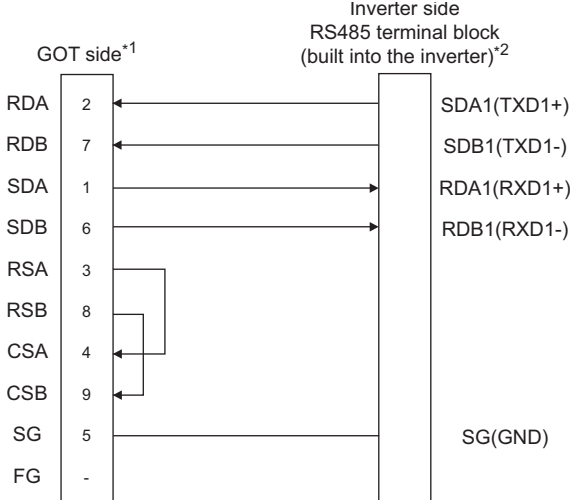 Inverter side
RS485 terminal block
GOT side*1 (built into the inverter)*2
RDA 2 SDA1(TXD1+)
RDB 7 SDB1(TXD1-)
SDA 1 RDA1(RXD1+)
SDB 6 RDB1(RXD1-)
RSA 3
RSB 8
CSA 4
CSB 9
SG 5 SG(GND)
FG -